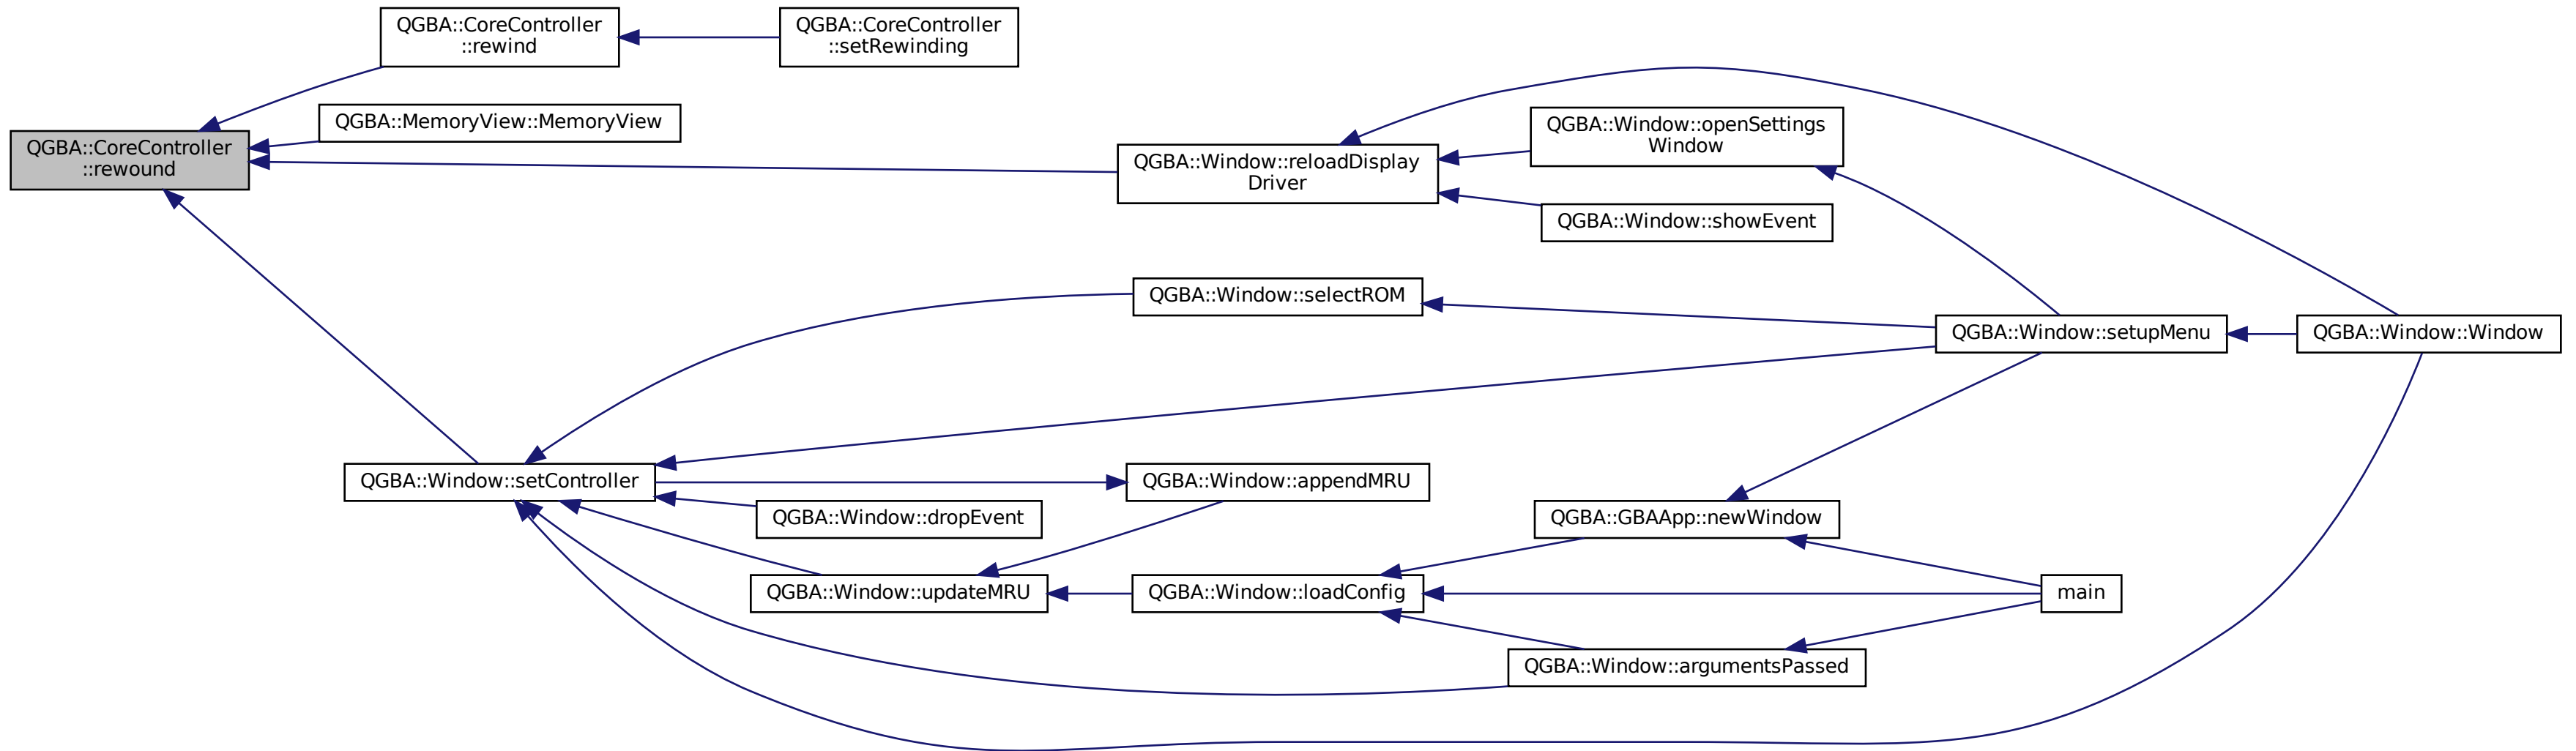 QGBA::CoreController
::rewound
QGBA::CoreController
::rewind
QGBA::CoreController
::setRewinding
QGBA::MemoryView::MemoryView
QGBA::Window::reloadDisplay
Driver
QGBA::Window::openSettings
Window
QGBA::Window::showEvent
QGBA::Window::selectROM
QGBA::Window::setupMenu
QGBA::Window::Window
QGBA::Window::setController
QGBA::Window::appendMRU
QGBA::Window::dropEvent
QGBA::GBAApp::newWindow
QGBA::Window::updateMRU
QGBA::Window::loadConfig
main
QGBA::Window::argumentsPassed